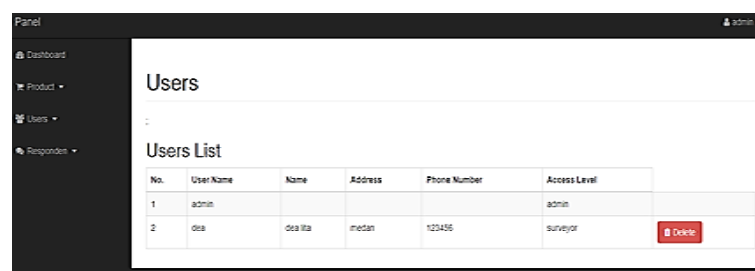 Panel
admin
Dashboard
Product
Users
Responden
Users
:
Users List
No. User Name Name Address Phone Number Access Level
1 admin admin
2 dea dea lita medan 123456 surveyor Delete